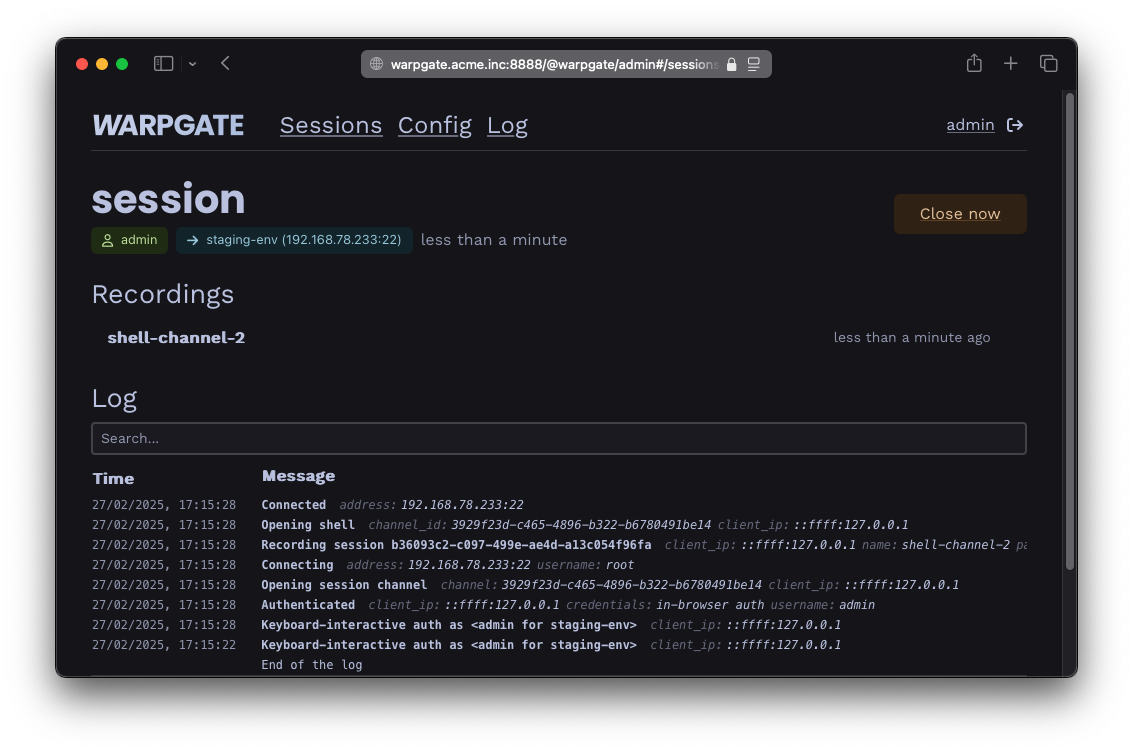 warpgate.acme.inc:8888/@warpgate/admin#/sessions
WARPGATE Sessions Config Log admin
session
Close now
admin staging-env (192.168.78.233:22) less than a minute
Recordings
shell-channel-2 less than a minute ago
Log
Search...
Time Message
27/02/2025, 17:15:28 Connected address: 192.168.78.233:22
27/02/2025, 17:15:28 Opening shell channel_id: 3929f23d-c465-4896-b322-b6780491be14 client_ip: ::ffff:127.0.0.1
27/02/2025, 17:15:28 Recording session b36093c2-c097-499e-ae4d-a13c054f96fa client_ip: ::ffff:127.0.0.1 name: shell-channel-2 pa
27/02/2025, 17:15:28 Connecting address: 192.168.78.233:22 username: root
27/02/2025, 17:15:28 Opening session channel channel: 3929f23d-c465-4896-b322-b6780491be14 client_ip: ::ffff:127.0.0.1
27/02/2025, 17:15:28 Authenticated client_ip: ::ffff:127.0.0.1 credentials: in-browser auth username: admin
27/02/2025, 17:15:28 Keyboard-interactive auth as <admin for staging-env> client_ip: ::ffff:127.0.0.1
27/02/2025, 17:15:22 Keyboard-interactive auth as <admin for staging-env> client_ip: ::ffff:127.0.0.1
End of the log